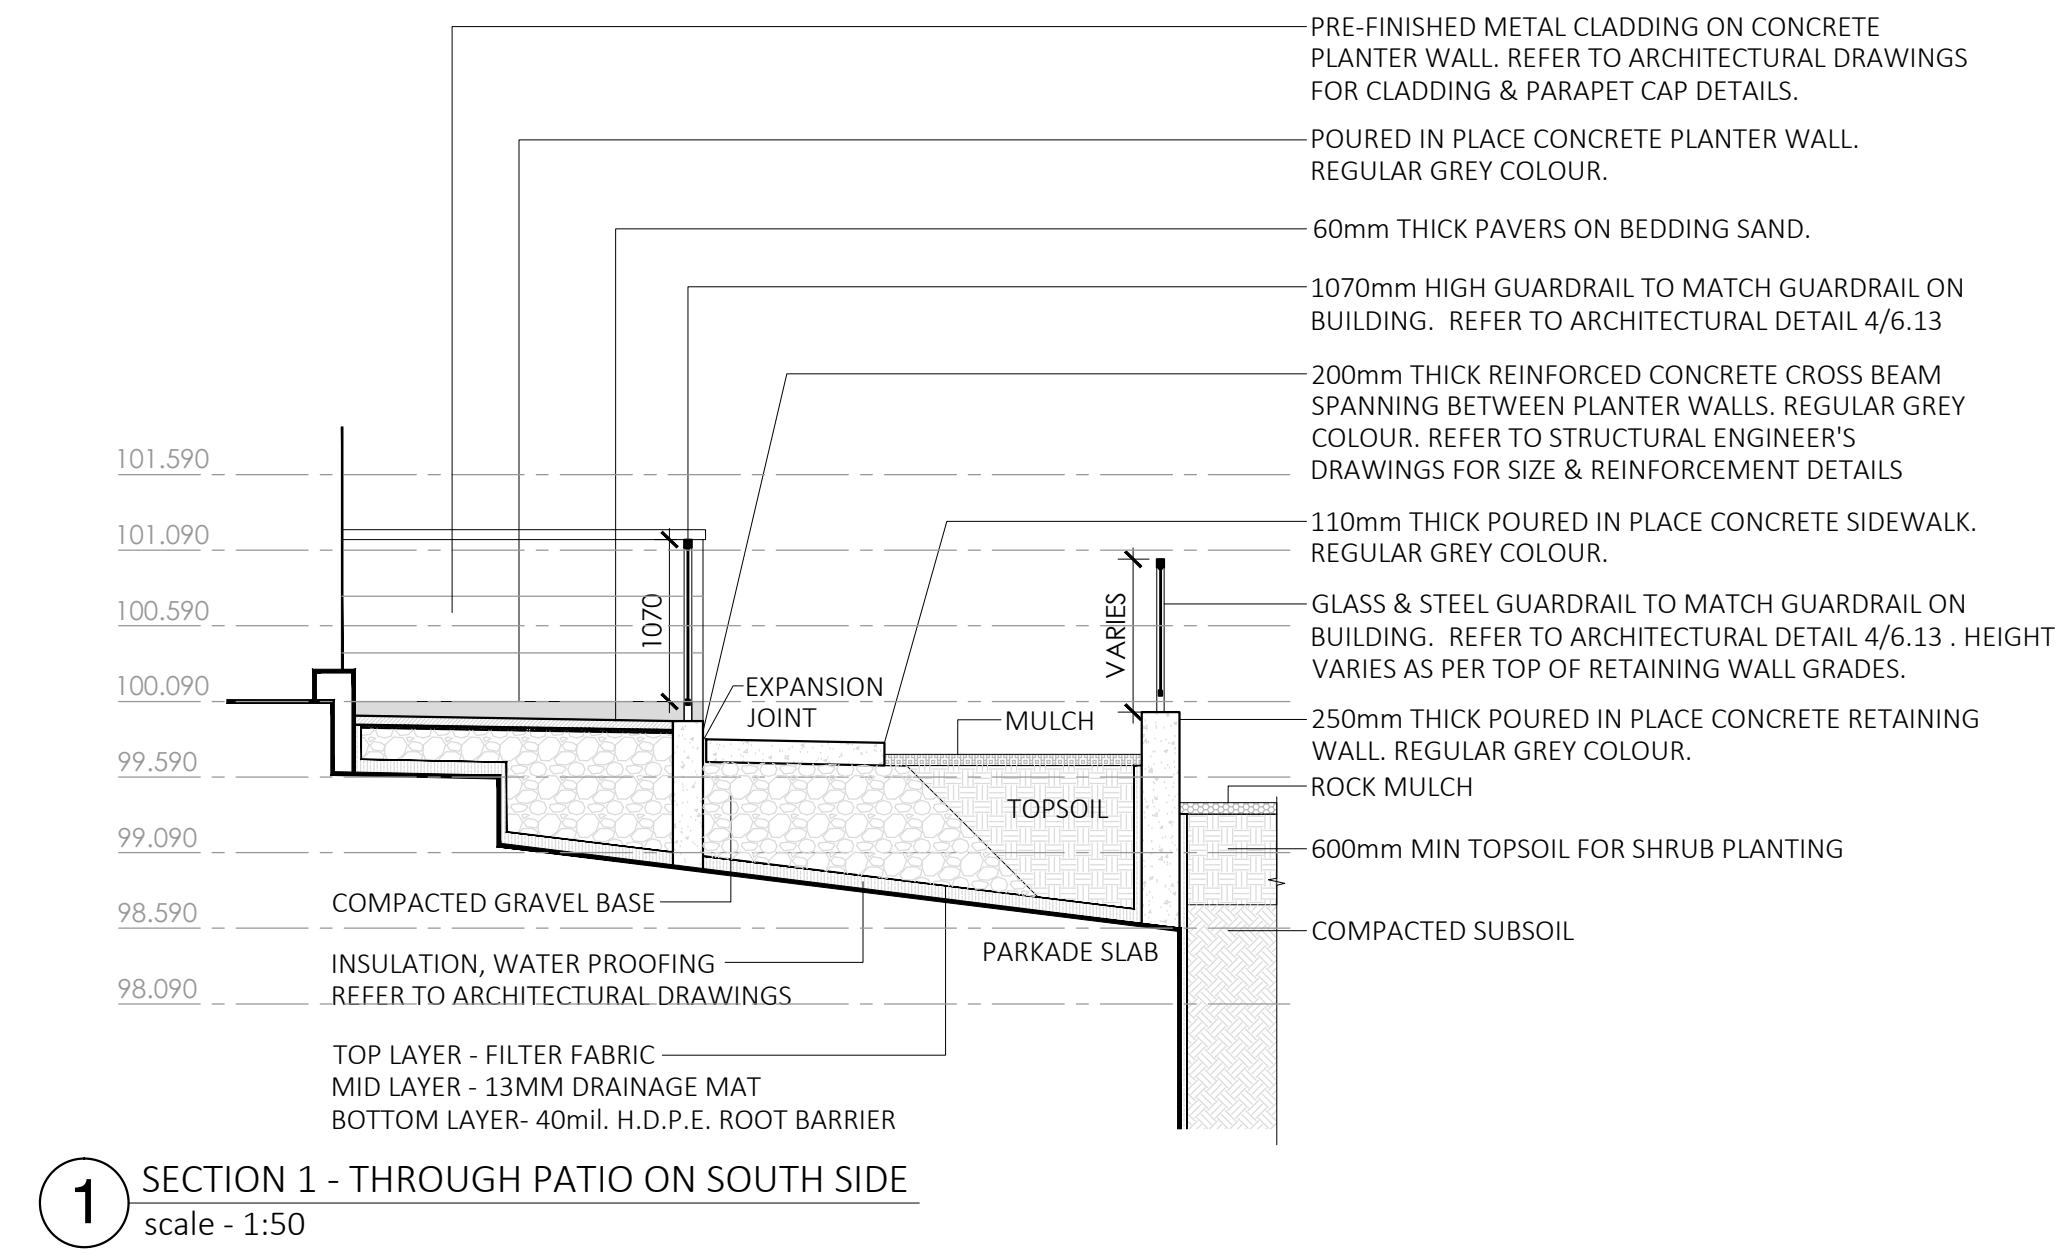 PRE-FINISHED METAL CLADDING ON CONCRETE
PLANTER WALL. REFER TO ARCHITECTURAL DRAWINGS
FOR CLADDING & PARAPET CAP DETAILS.
POURED IN PLACE CONCRETE PLANTER WALL.
REGULAR GREY COLOUR.
60mm THICK PAVERS ON BEDDING SAND.
1070mm HIGH GUARDRAIL TO MATCH GUARDRAIL ON
BUILDING.  REFER TO ARCHITECTURAL DETAIL 4/6.13
200mm THICK REINFORCED CONCRETE CROSS BEAM
SPANNING BETWEEN PLANTER WALLS. REGULAR GREY
COLOUR. REFER TO STRUCTURAL ENGINEER'S
DRAWINGS FOR SIZE & REINFORCEMENT DETAILS
110mm THICK POURED IN PLACE CONCRETE SIDEWALK.
REGULAR GREY COLOUR.
GLASS & STEEL GUARDRAIL TO MATCH GUARDRAIL ON
BUILDING.  REFER TO ARCHITECTURAL DETAIL 4/6.13 . HEIGHT
VARIES AS PER TOP OF RETAINING WALL GRADES.
250mm THICK POURED IN PLACE CONCRETE RETAINING
WALL. REGULAR GREY COLOUR.
ROCK MULCH
600mm MIN TOPSOIL FOR SHRUB PLANTING
COMPACTED SUBSOIL
101.590
101.090
100.590
100.090
99.590
99.090
98.590
98.090
1070
VARIES
EXPANSION
JOINT
MULCH
TOPSOIL
COMPACTED GRAVEL BASE
PARKADE SLAB
INSULATION, WATER PROOFING
REFER TO ARCHITECTURAL DRAWINGS
TOP LAYER - FILTER FABRIC
MID LAYER - 13MM DRAINAGE MAT
BOTTOM LAYER- 40mil. H.D.P.E. ROOT BARRIER
1
SECTION 1 - THROUGH PATIO ON SOUTH SIDE
scale - 1:50